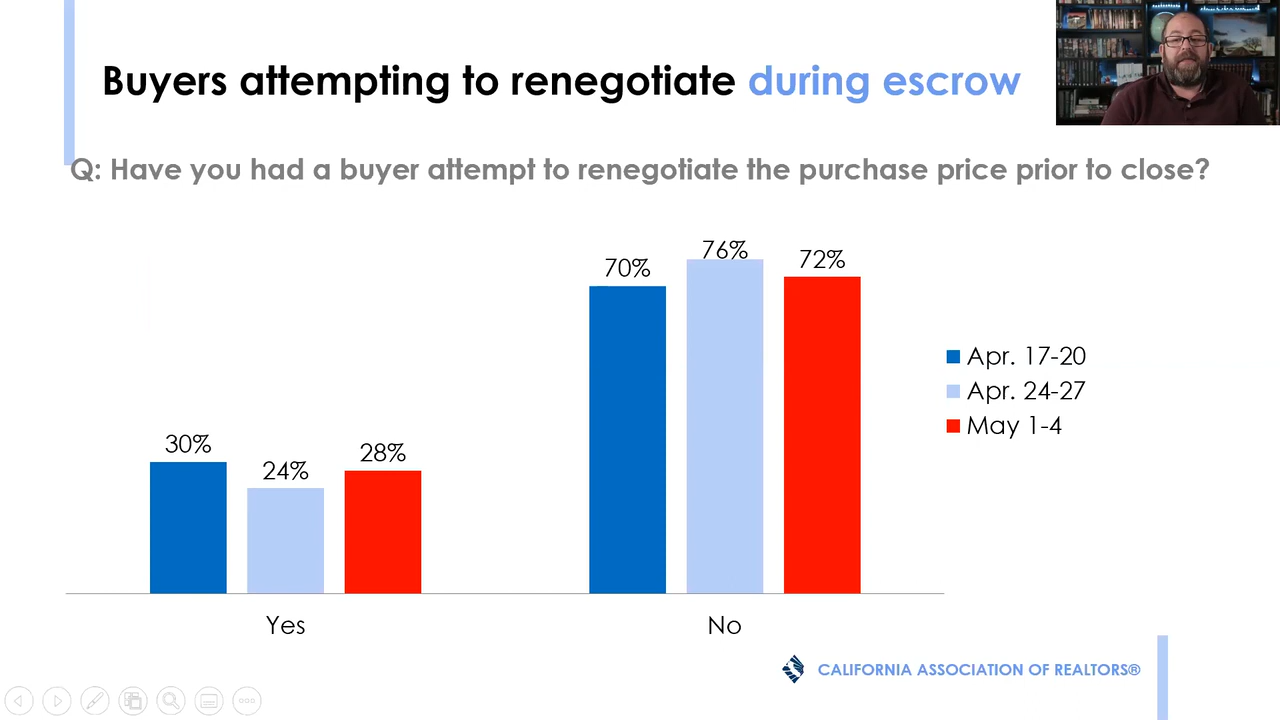 Buyers attempting to renegotiate during escrow
Q: Have you had a buyer attempt to renegotiate the purchase price prior to close?
30%
24%
28%
70%
76%
72%
Yes
No
Apr. 17-20
Apr. 24-27
May 1-4
CALIFORNIA ASSOCIATION OF REALTORS®